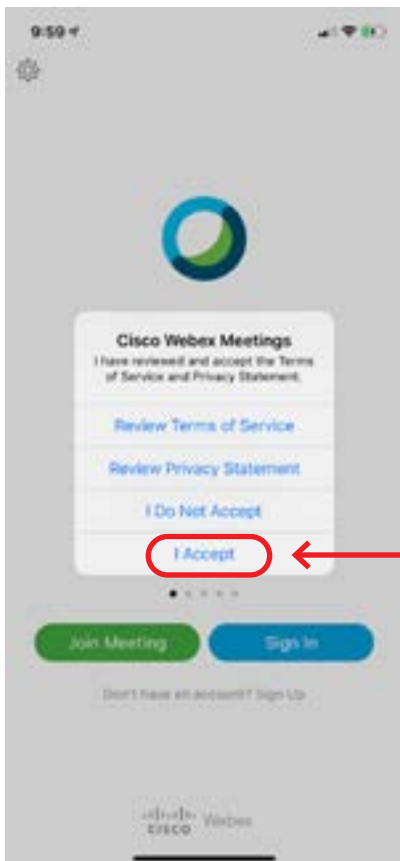 9:59
Cisco Webex Meetings
I have reviewed and accept the Terms
of Service and Privacy Statement.
Review Terms of Service
Review Privacy Statement
I Do Not Accept
I Accept
Join Meeting
Sign In
Don't have an account? Sign Up
CISCO Webex